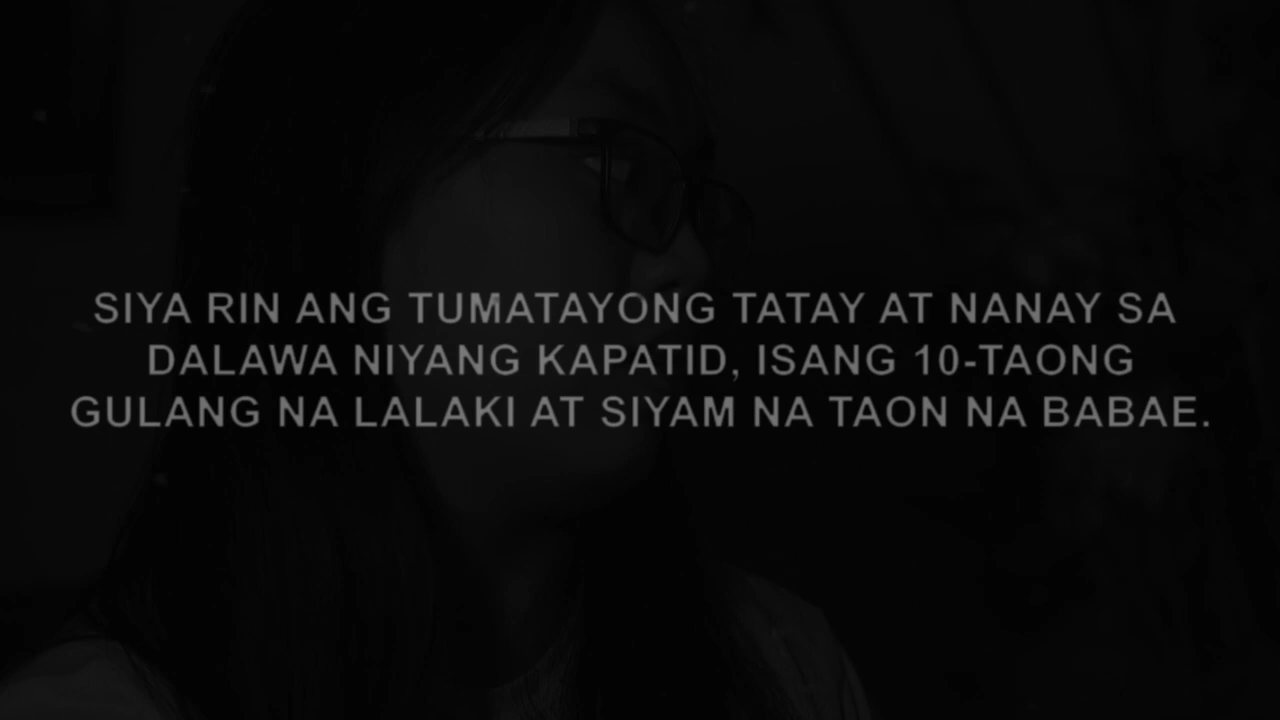 SIYA RIN ANG TUMATAYONG TATAY AT NANAY SA
DALAWA NIYANG KAPATID, ISANG 10-TAONG
GULANG NA LALAKI AT SIYAM NA TAON NA BABAE.